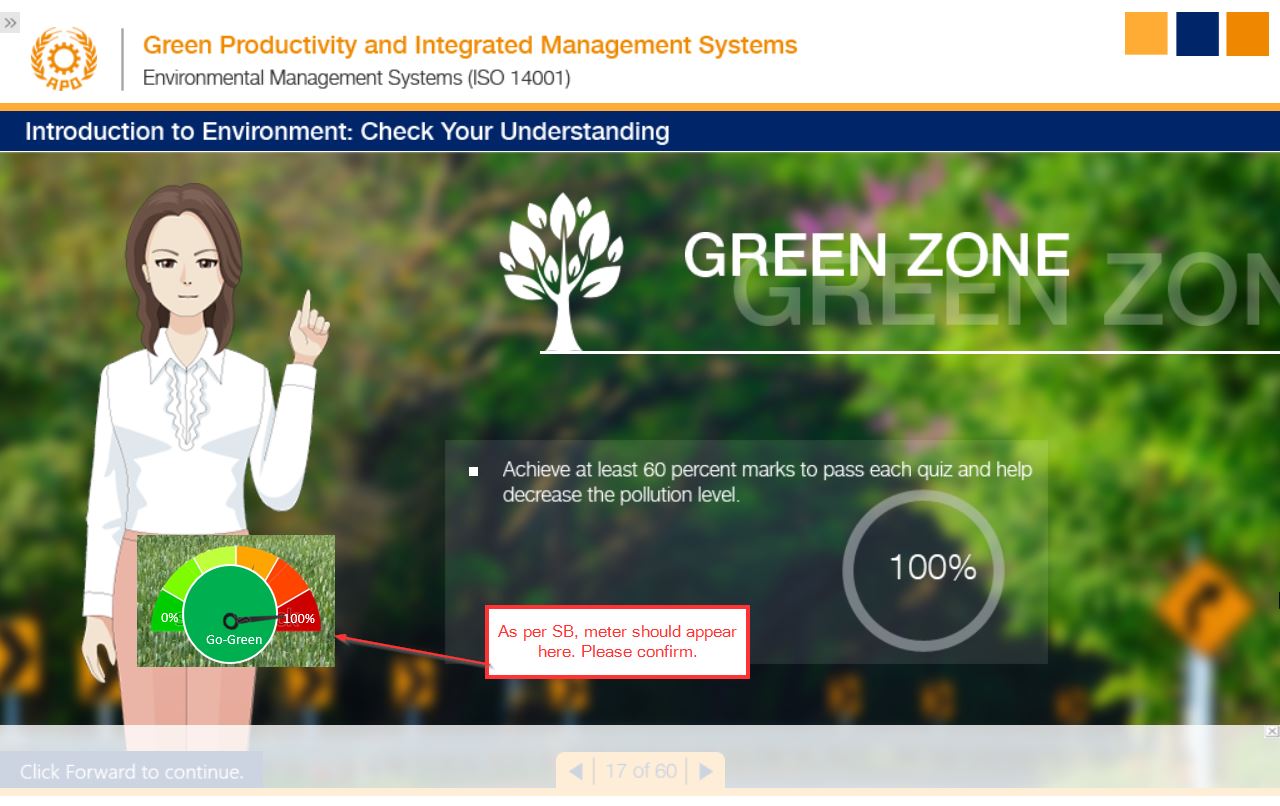 APO
Green Productivity and Integrated Management Systems
Environmental Management Systems (ISO 14001)
Introduction to Environment: Check Your Understanding
GREEN ZONE
GREEN ZON
▪ Achieve at least 60 percent marks to pass each quiz and help
decrease the pollution level.
100%
0%
100%
Go-Green
As per SB, meter should appear
here. Please confirm.
Click Forward to continue.
17 of 60